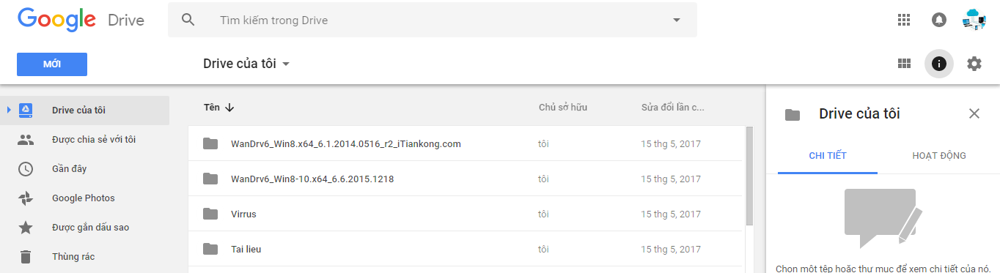 Google Drive
Tìm kiếm trong Drive
MỚI
Drive của tôi
Drive của tôi
Được chia sẻ với tôi
Gần đây
Google Photos
Được gắn dấu sao
Thùng rác
Tên Chủ sở hữu Sửa đổi lần c...
WanDrv6_Win8.x64_6.1.2014.0516_r2_iTiankong.com tôi 15 thg 5, 2017
WanDrv6_Win8-10.x64_6.6.2015.1218 tôi 15 thg 5, 2017
Virrus tôi 15 thg 5, 2017
Tai lieu tôi 15 thg 5, 2017
Drive của tôi
CHI TIẾT HOẠT ĐỘNG
Chọn một tệp hoặc thư mục để xem chi tiết của nó.